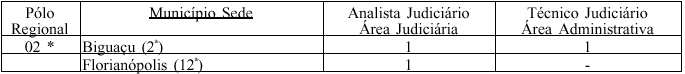 Pólo Regional	Município Sede	Analista Judiciário Área Judiciária	Técnico Judiciário Área Administrativa
02 *	Biguaçu (2ª)	1	1
Florianópolis (12ª)	1	-